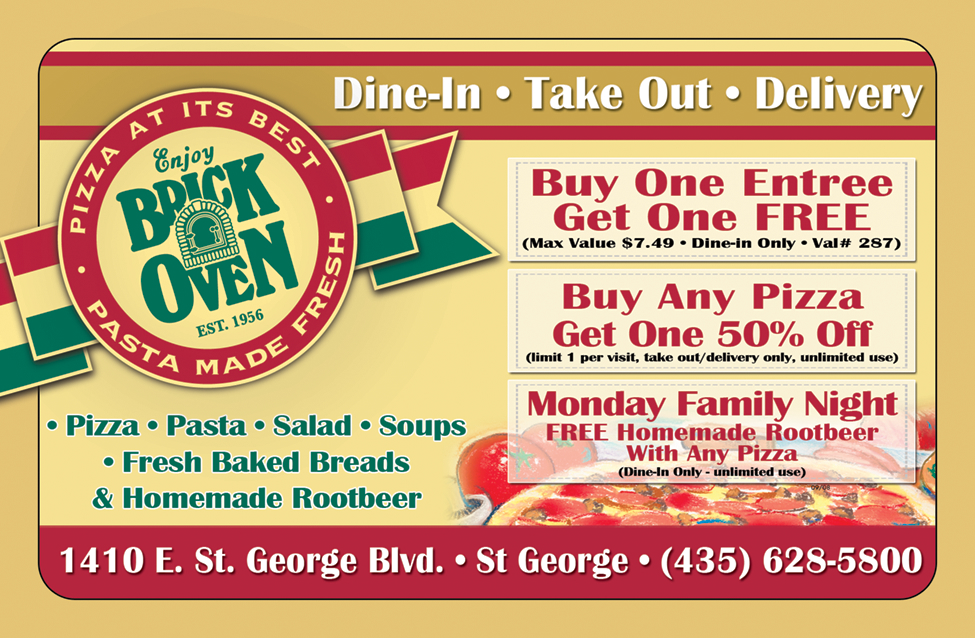 Dine-In • Take Out • Delivery
PIZZA AT ITS BEST
Enjoy
BRICK
OVEN
EST. 1956
• PASTA MADE FRESH •
Buy One Entree
Get One FREE
(Max Value $7.49 • Dine-in Only • Val# 287)
Buy Any Pizza
Get One 50% Off
(limit 1 per visit, take out/delivery only, unlimited use)
Monday Family Night
FREE Homemade Rootbeer
With Any Pizza
(Dine-In Only - unlimited use)
09/08
• Pizza • Pasta • Salad • Soups
• Fresh Baked Breads
& Homemade Rootbeer
1410 E. St. George Blvd. • St George • (435) 628-5800